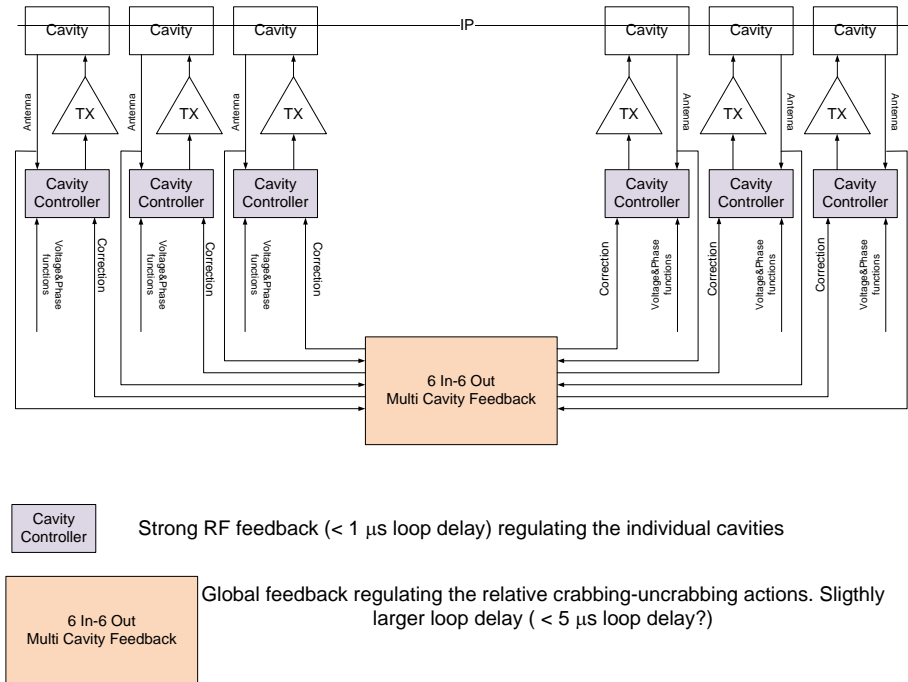 Cavity
Cavity
Cavity
IP
Cavity
Cavity
Cavity
Antenna
TX
Antenna
TX
Antenna
TX
TX
Antenna
TX
Antenna
TX
Antenna
Cavity
Controller
Cavity
Controller
Cavity
Controller
Cavity
Controller
Cavity
Controller
Cavity
Controller
Voltage&Phase
functions
Correction
Voltage&Phase
functions
Correction
Voltage&Phase
functions
Correction
Correction
Voltage&Phase
functions
Correction
Voltage&Phase
functions
Correction
Voltage&Phase
functions
6 In-6 Out
Multi Cavity Feedback
Cavity
Controller
Strong RF feedback (< 1 μs loop delay) regulating the individual cavities
6 In-6 Out
Multi Cavity Feedback
Global feedback regulating the relative crabbing-uncrabbing actions. Sligthly
larger loop delay ( < 5 μs loop delay?)